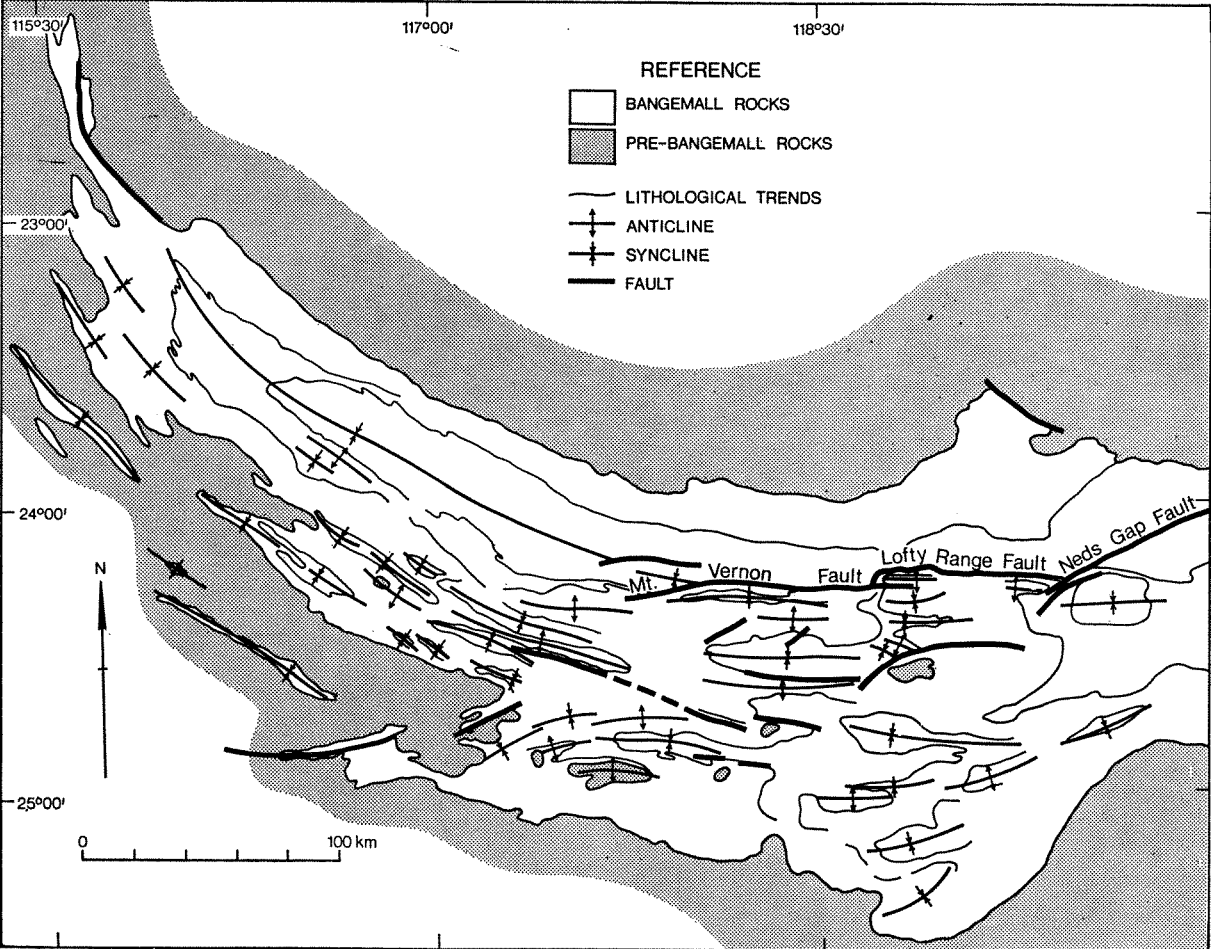 115°30'
117°00'
118°30'
REFERENCE
BANGEMALL ROCKS
PRE-BANGEMALL ROCKS
LITHOLOGICAL TRENDS
ANTICLINE
SYNCLINE
FAULT
23°00'
24°00'
25°00'
N
Mt. Vernon Fault
Lofty Range Fault
Neds Gap Fault
0 100 km